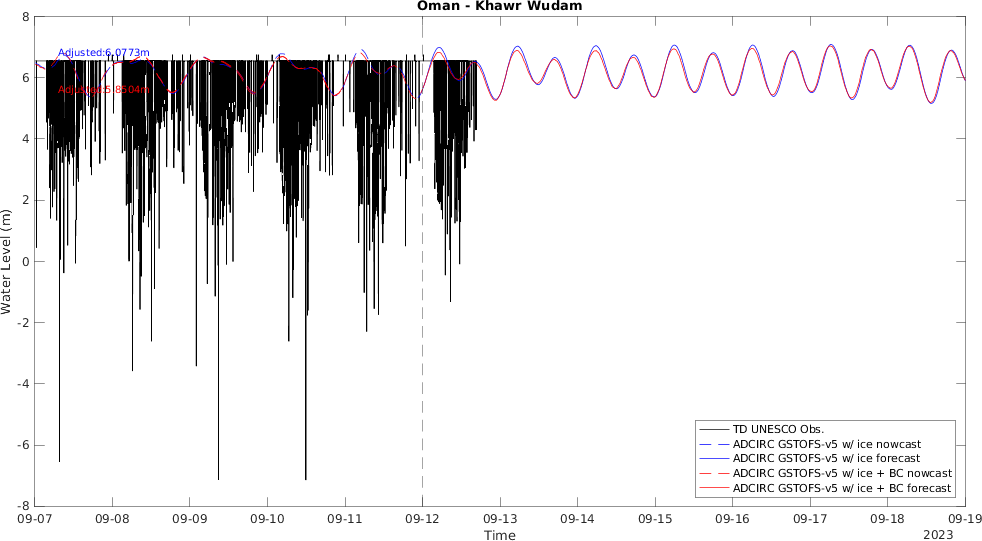 Oman - Khawr Wudam
8
6
4
2
0
-2
-4
-6
-8
Water Level (m)
Adjusted:6.0773m
Adjusted:5.8504m
TD UNESCO Obs.
ADCIRC GSTOFS-v5 w/ ice nowcast
ADCIRC GSTOFS-v5 w/ ice forecast
ADCIRC GSTOFS-v5 w/ ice + BC nowcast
ADCIRC GSTOFS-v5 w/ ice + BC forecast
09-07 09-08 09-09 09-10 09-11 09-12 09-13 09-14 09-15 09-16 09-17 09-18 09-19
Time
2023